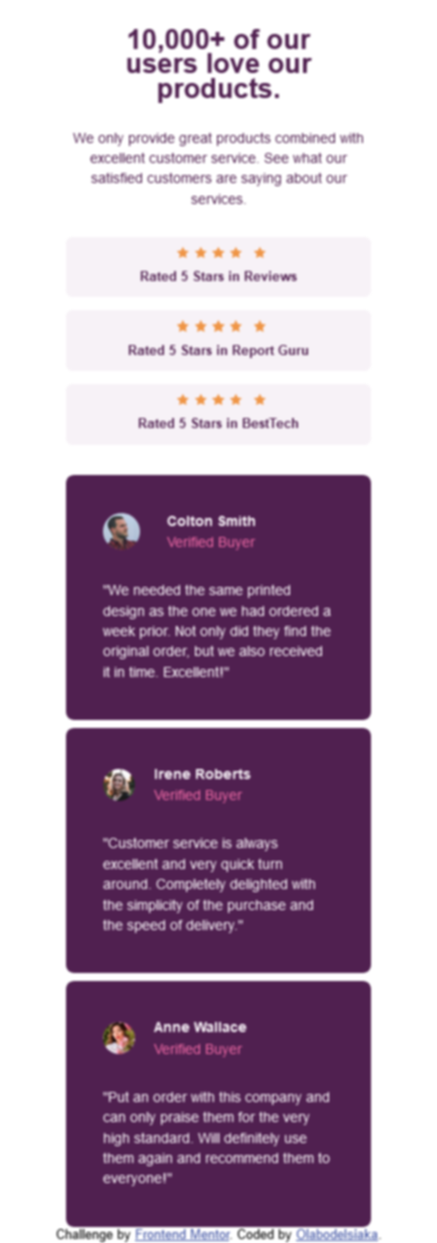 10,000+ of our
users love our
products.
We only provide great products combined with
excellent customer service. See what our
satisfied customers are saying about our
services.
Rated 5 Stars in Reviews
Rated 5 Stars in Report Guru
Rated 5 Stars in BestTech
Colton Smith
Verified Buyer
"We needed the same printed
design as the one we had ordered a
week prior. Not only did they find the
original order, but we also received
it in time. Excellent!"
Irene Roberts
Verified Buyer
"Customer service is always
excellent and very quick turn
around. Completely delighted with
the simplicity of the purchase and
the speed of delivery."
Anne Wallace
Verified Buyer
"Put an order with this company and
can only praise them for the very
high standard. Will definitely use
them again and recommend them to
everyone!"
Challenge by Frontend Mentor. Coded by Olabodelsiaka.